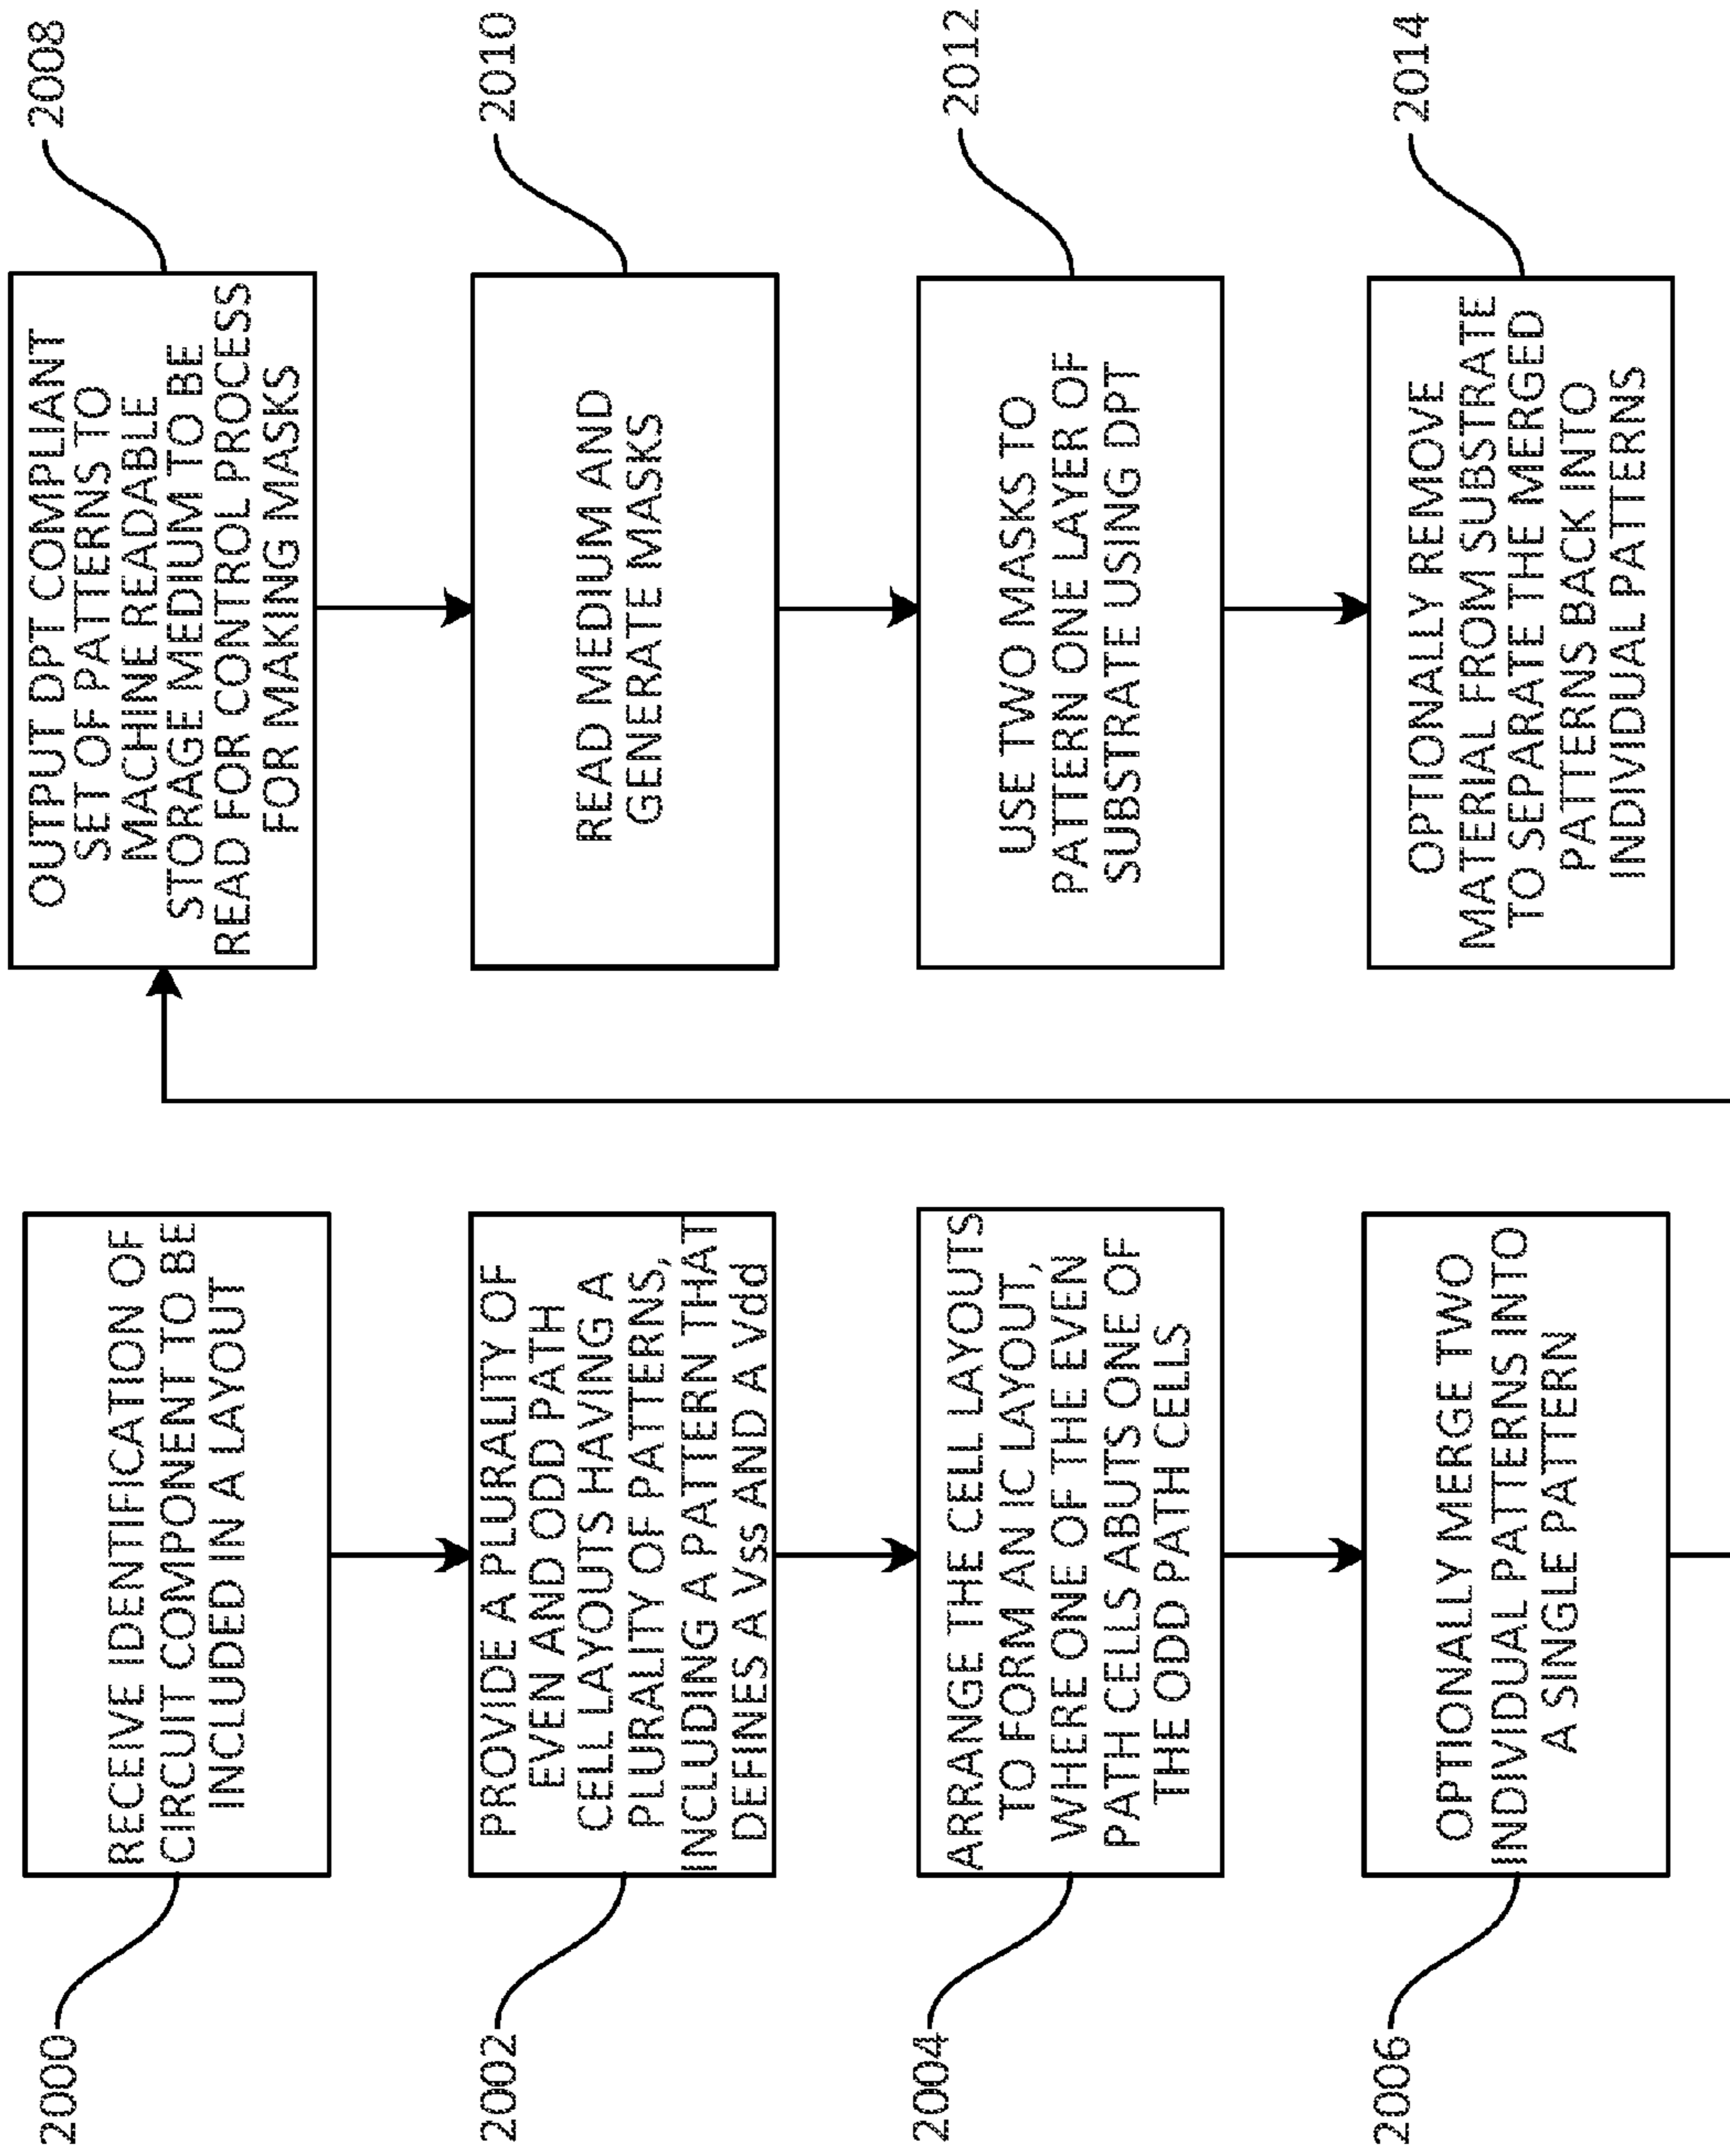 2000
RECEIVE IDENTIFICATION OF
CIRCUIT COMPONENT TO BE
INCLUDED IN A LAYOUT
2002
PROVIDE A PLURALITY OF
EVEN AND ODD PATH
CELL LAYOUTS HAVING A
PLURALITY OF PATTERNS,
INCLUDING A PATTERN THAT
DEFINES A Vss AND A Vdd
2004
ARRANGE THE CELL LAYOUTS
TO FORM AN IC LAYOUT,
WHERE ONE OF THE EVEN
PATH CELLS ABUTS ONE OF
THE ODD PATH CELLS
2006
OPTIONALLY MERGE TWO
INDIVIDUAL PATTERNS INTO
A SINGLE PATTERN
OUTPUT DPT COMPLIANT
SET OF PATTERNS TO
MACHINE READABLE
STORAGE MEDIUM TO BE
READ FOR CONTROL PROCESS
FOR MAKING MASKS
2008
READ MEDIUM AND
GENERATE MASKS
2010
USE TWO MASKS TO
PATTERN ONE LAYER OF
SUBSTRATE USING DPT
2012
OPTIONALLY REMOVE
MATERIAL FROM SUBSTRATE
TO SEPARATE THE MERGED
PATTERNS BACK INTO
INDIVIDUAL PATTERNS
2014